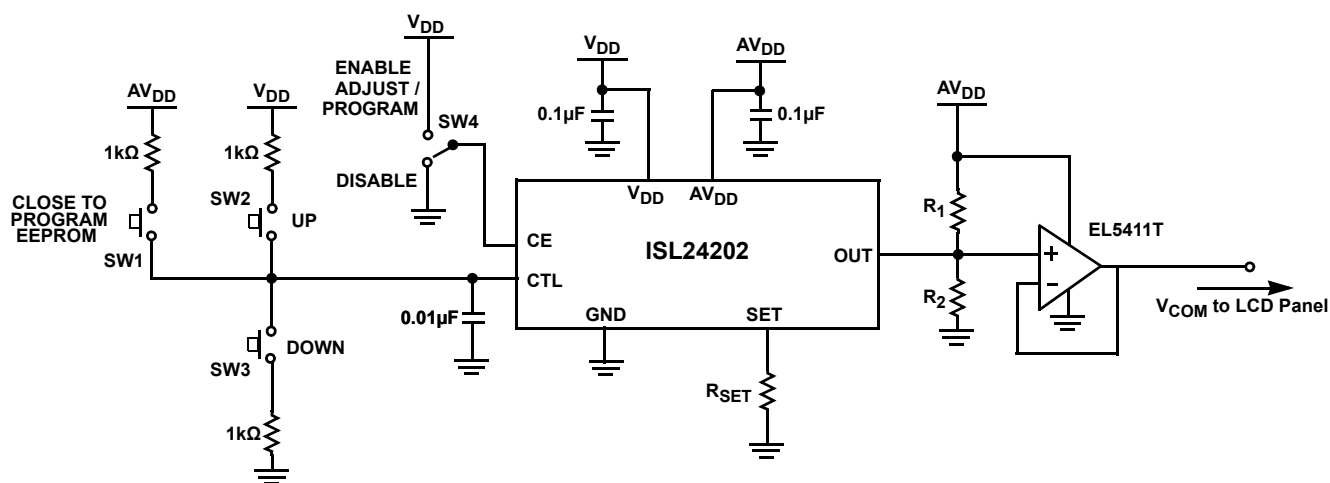 VDD
ENABLE
ADJUST /
PROGRAM
SW4
DISABLE
AVDD
1kΩ
CLOSE TO
PROGRAM
EEPROM
SW1
VDD
1kΩ
SW2
UP
DOWN
SW3
1kΩ
0.01µF
VDD
0.1µF
AVDD
0.1µF
VDD
AVDD
CE
ISL24202
OUT
CTL
GND
SET
RSET
AVDD
R1
R2
EL5411T
+
-
VCOM to LCD Panel